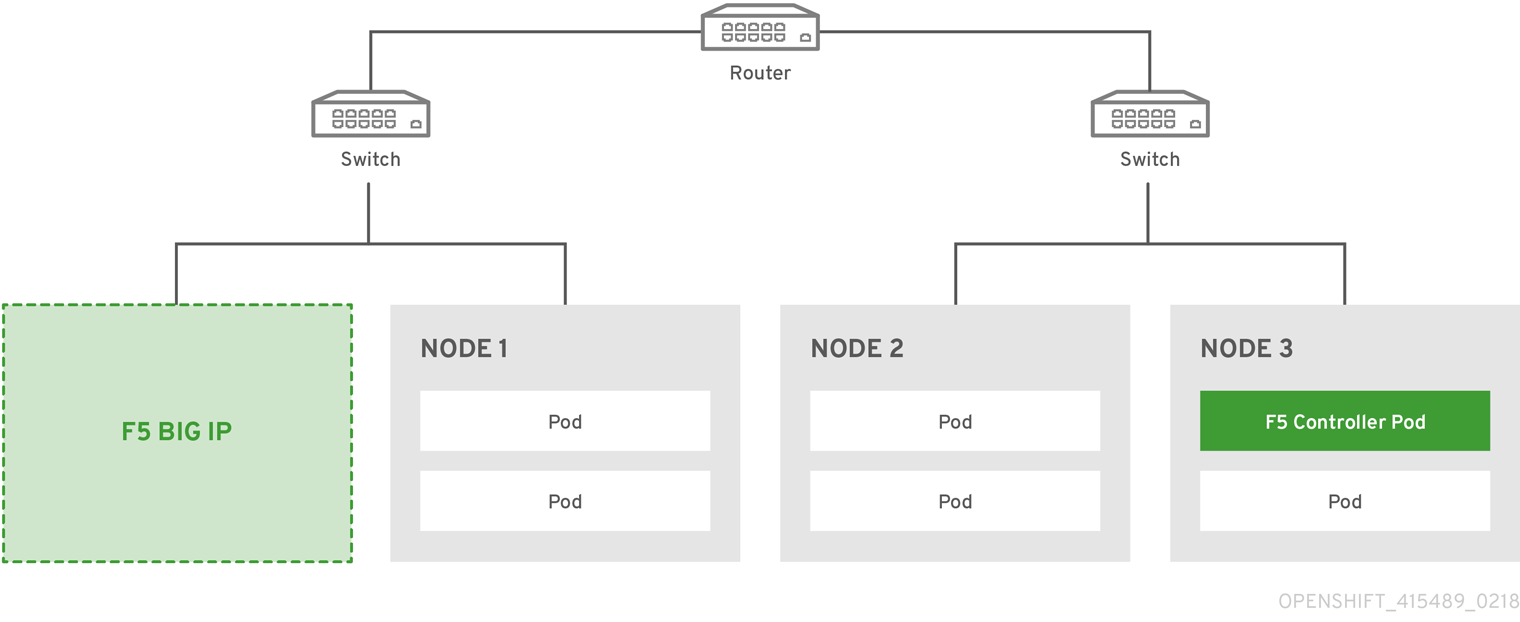 Router
Switch
Switch
F5 BIG IP
NODE 1
Pod
Pod
NODE 2
Pod
Pod
NODE 3
F5 Controller Pod
Pod
OPENSHIFT_415489_0218